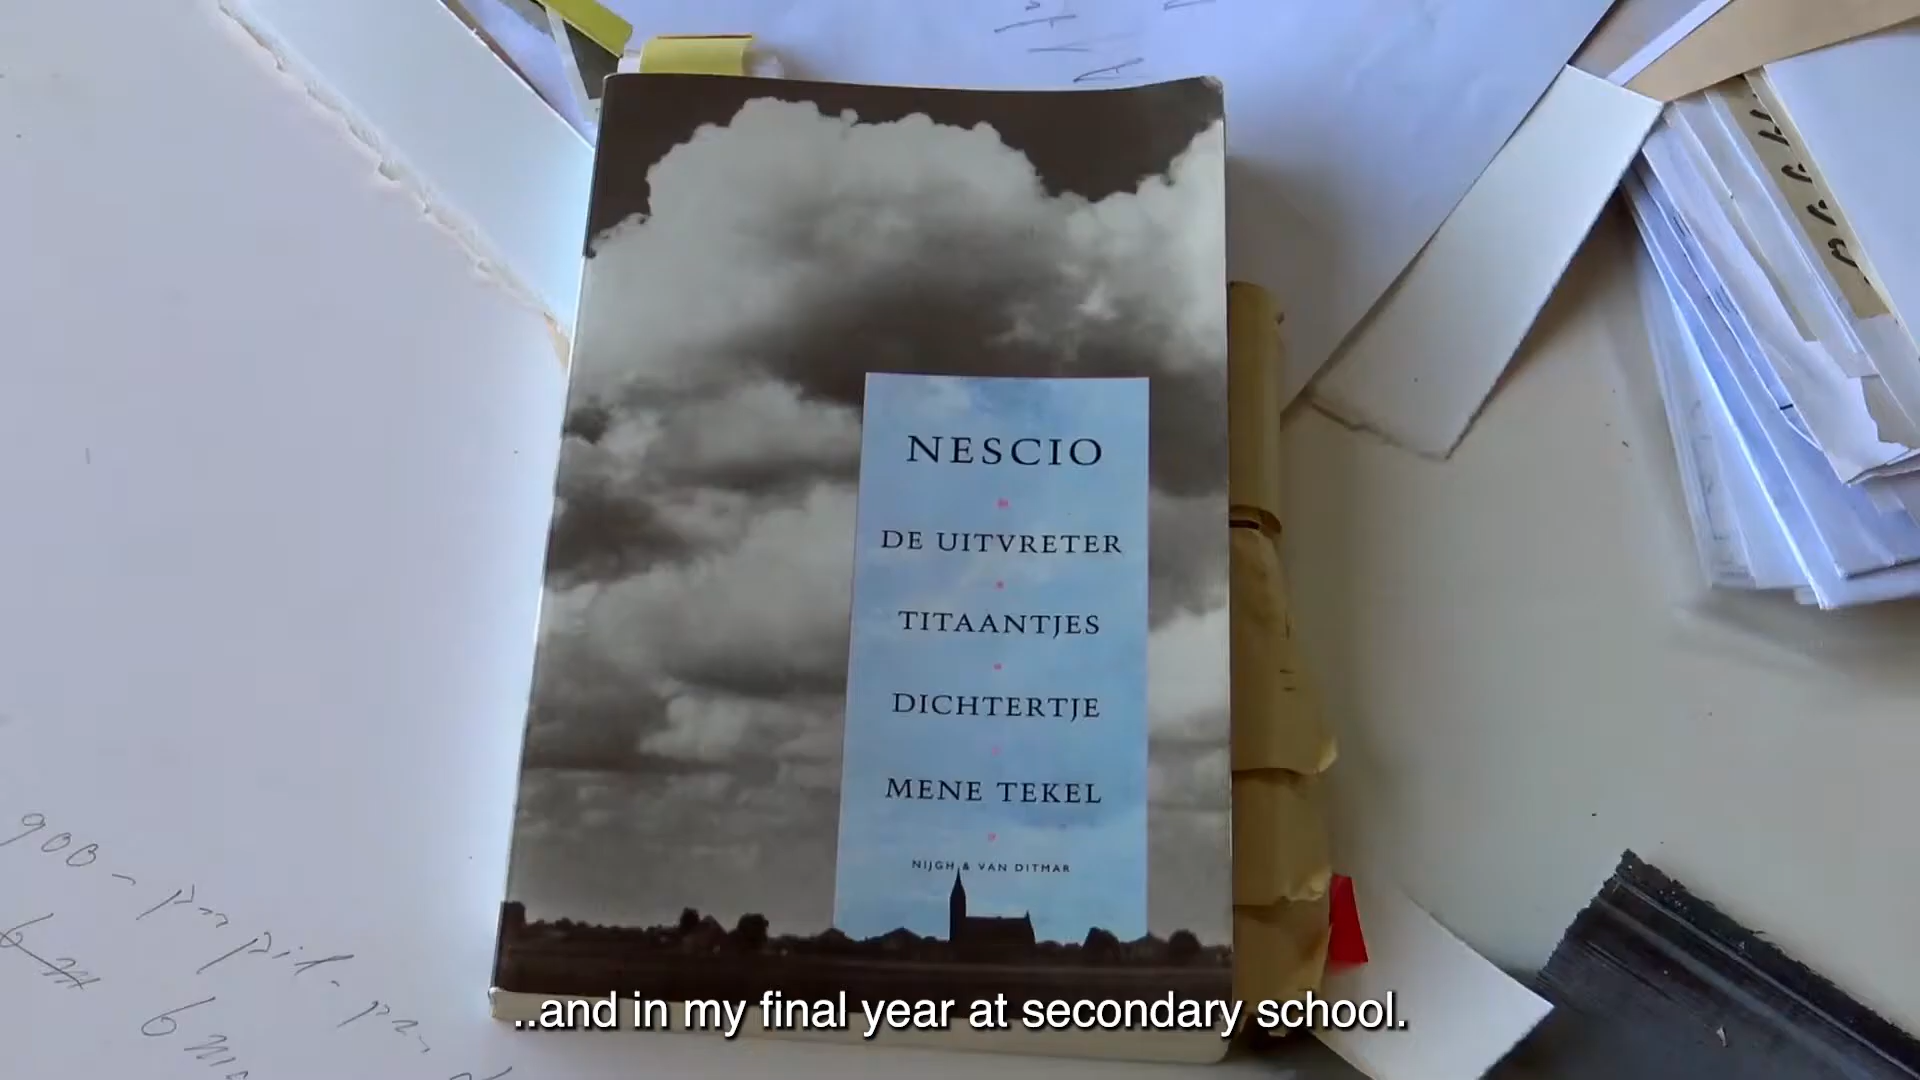 NESCIO
DE UITVRETER
TITAANTJES
DICHTERTJE
MENE TEKEL
NIJGH & VAN DITMAR
..and in my final year at secondary school.